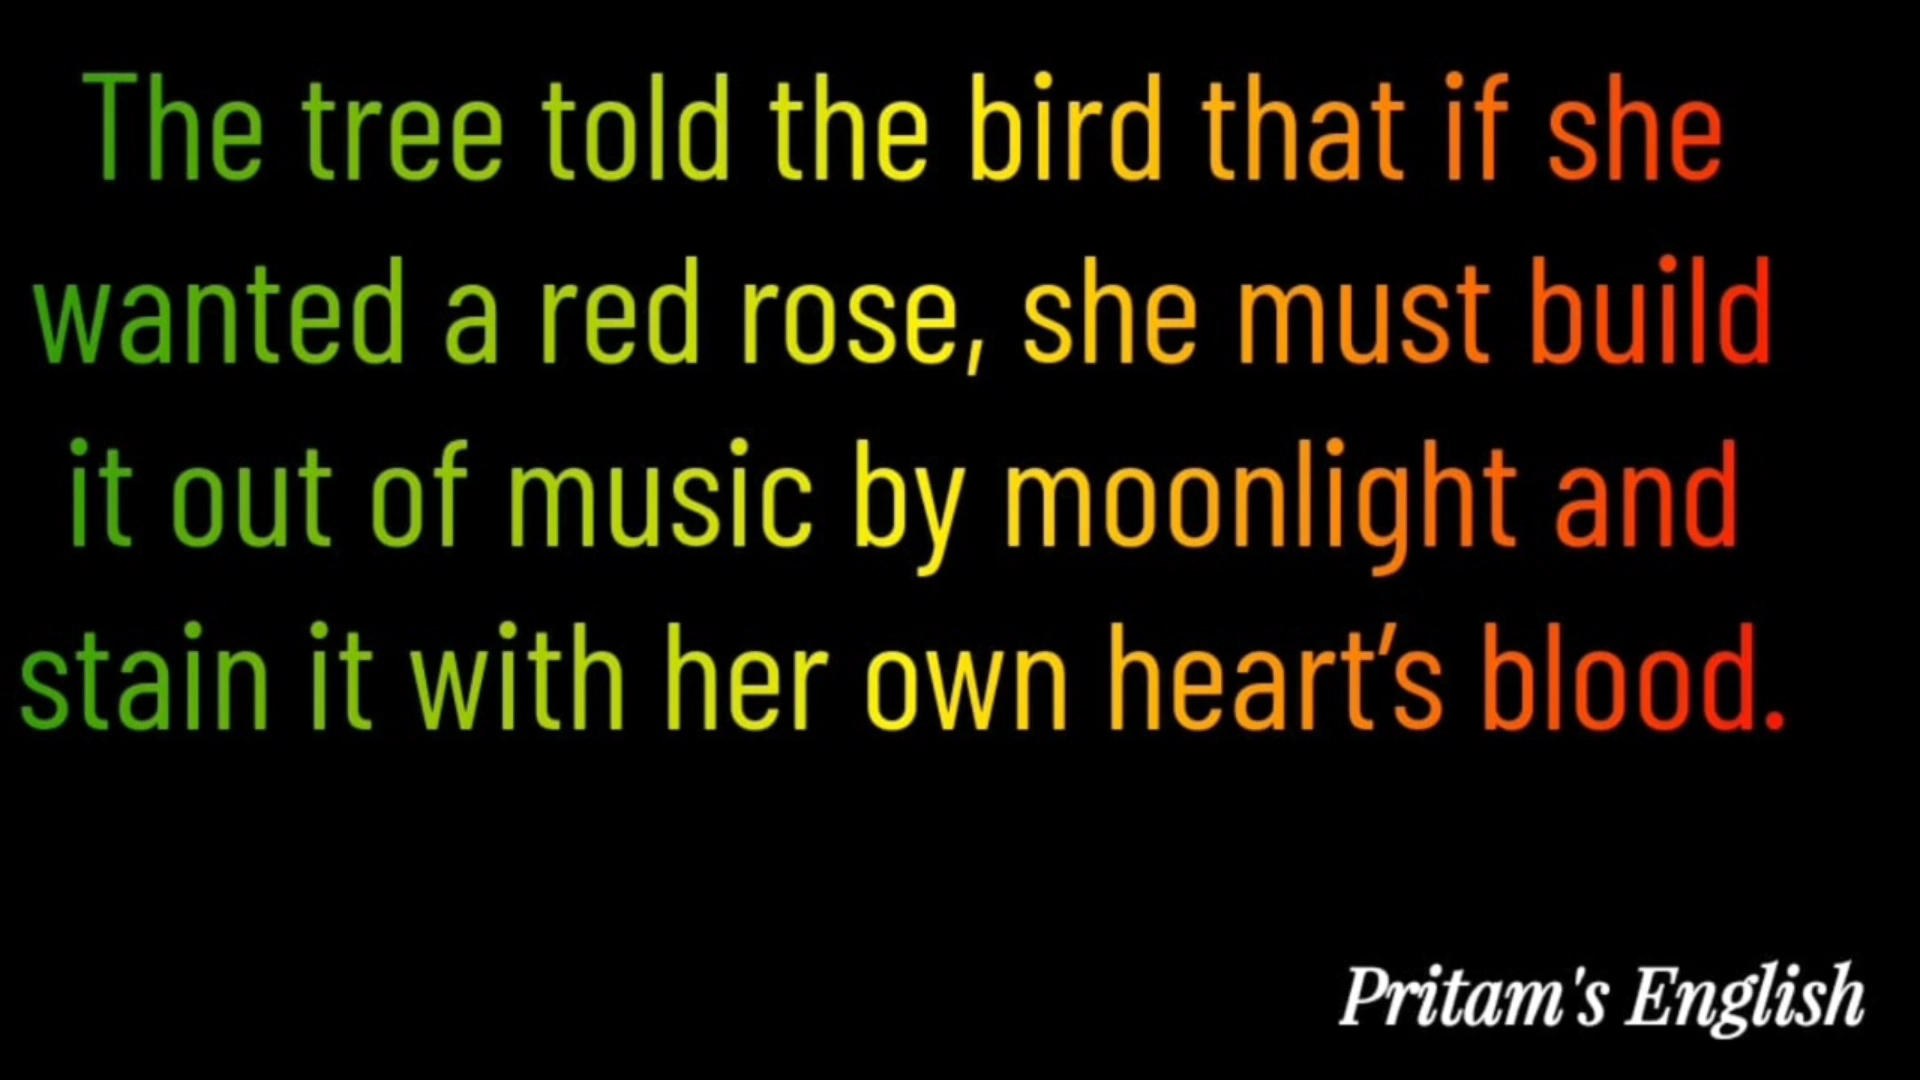 The tree told the bird that if she
wanted a red rose, she must build
it out of music by moonlight and
stain it with her own heart’s blood.
Pritam's English